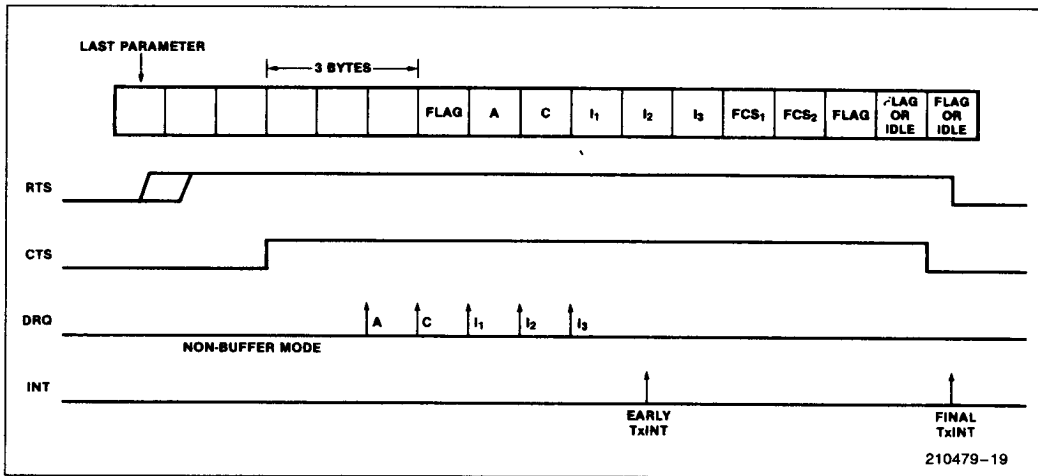 LAST PARAMETER
3 BYTES
FLAG A C I₁ I₂ I₃ FCS₁ FCS₂ FLAG FLAG OR IDLE FLAG OR IDLE
RTS
CTS
DRQ A C I₁ I₂ I₃
NON-BUFFER MODE
INT
EARLY TxINT
FINAL TxINT
210479-19